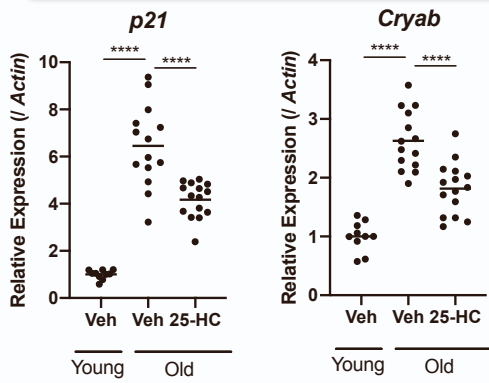 p21
Relative Expression (/ Actin)
10
8
6
4
2
0
****
****
Veh
Veh
25-HC
Young
Old
Cryab
Relative Expression (/ Actin)
4
3
2
1
0
****
****
Veh
Veh
25-HC
Young
Old